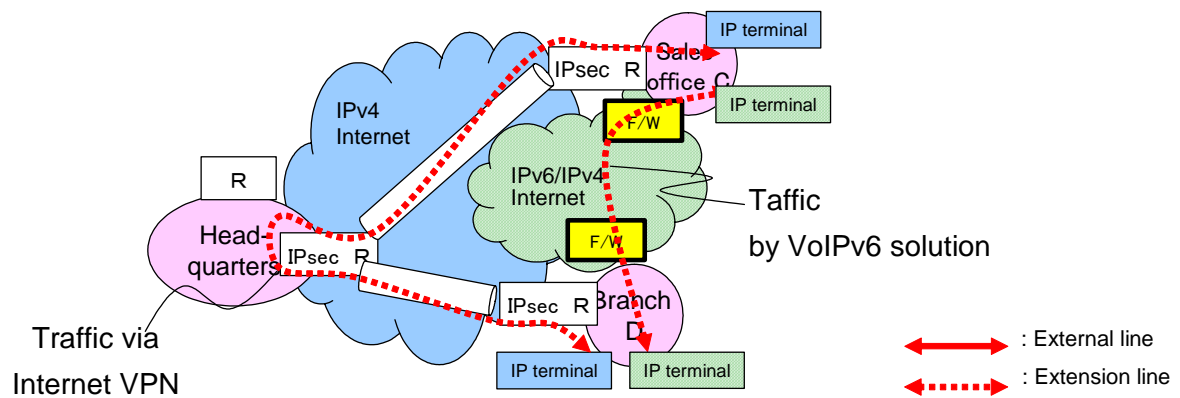 IP terminal
IPsec R
Sales
office C
IP terminal
IPv4
Internet
F/W
IPv6/IPv4
Internet
R
Taffic
by VoIPv6 solution
Head-
quarters
IPsec R
F/W
IPsec R
Branch
D
Traffic via
Internet VPN
IP terminal
IP terminal
: External line
: Extension line